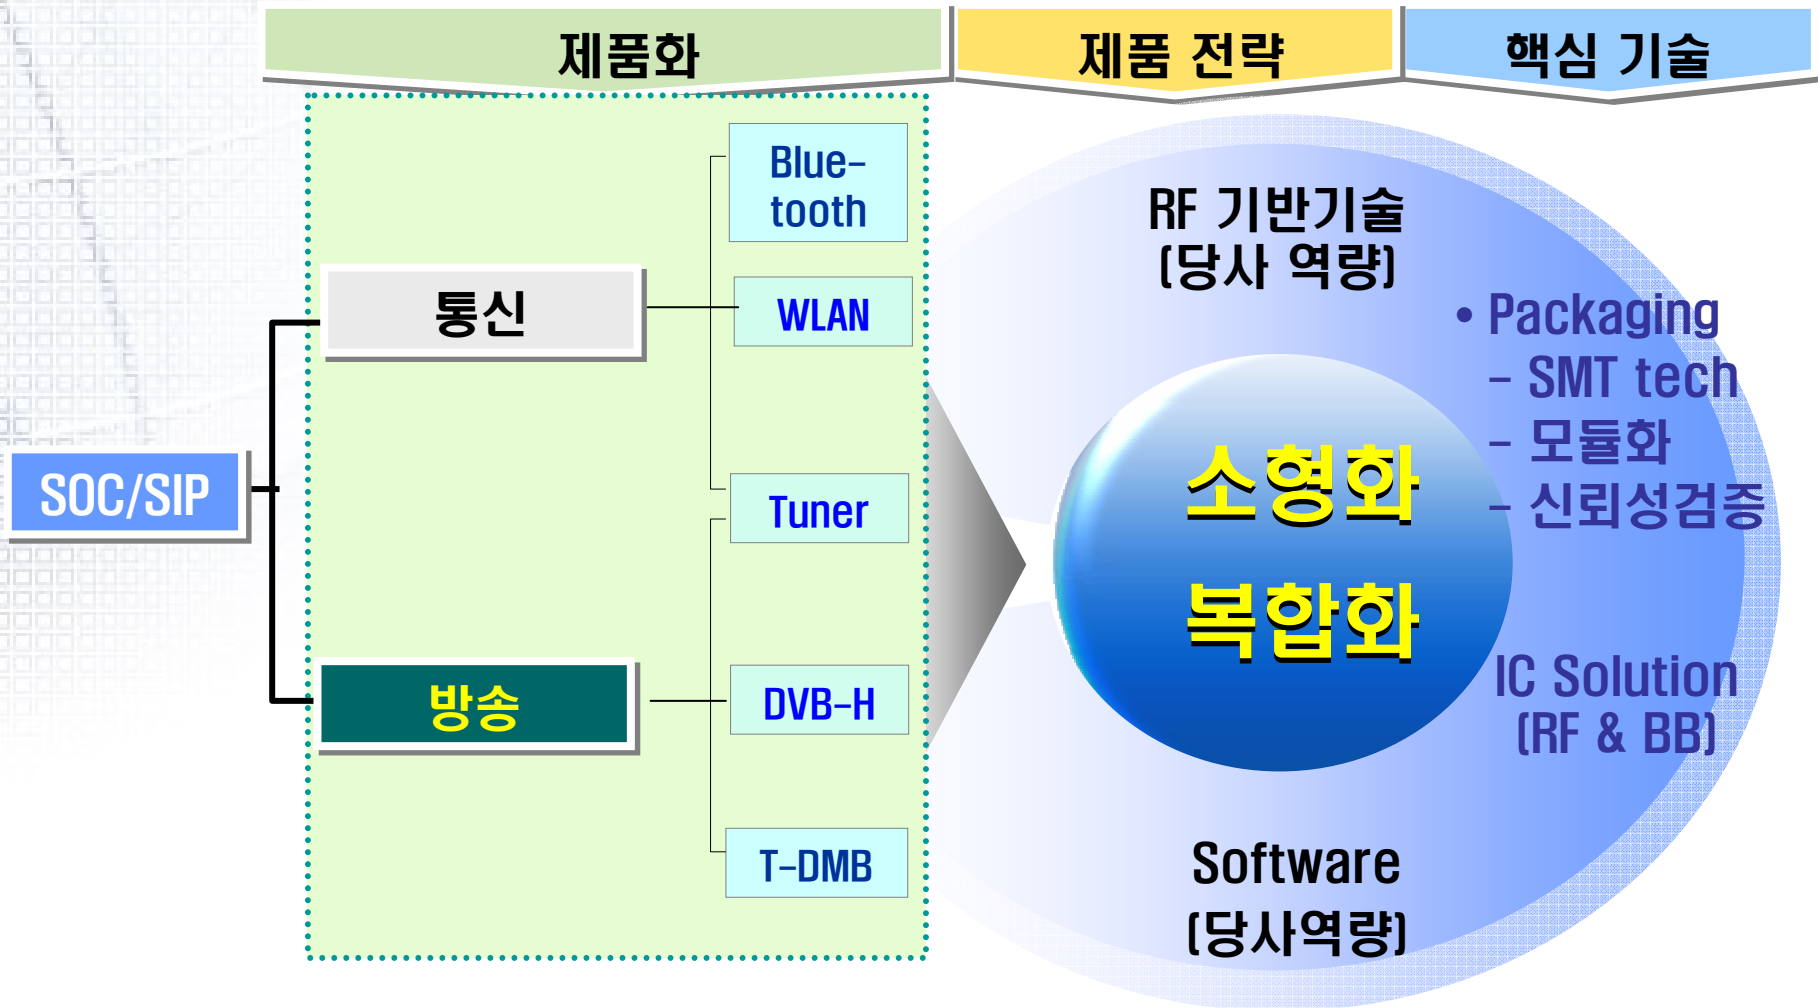 제품화
제품 전략
핵심 기술
SOC/SIP
통신
방송
Blue-
tooth
WLAN
Tuner
DVB-H
T-DMB
RF 기반기술
(당사 역량)
소형화
복합화
• Packaging
- SMT tech
- 모듈화
- 신뢰성검증
IC Solution
(RF & BB)
Software
(당사역량)